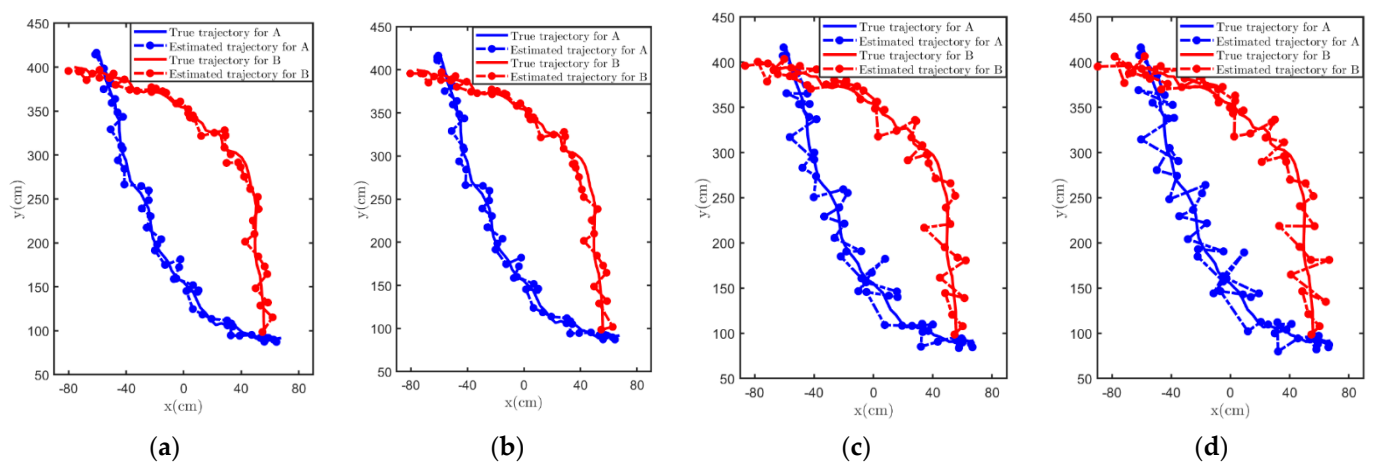 True trajectory for A
Estimated trajectory for A
True trajectory for B
Estimated trajectory for B
450
400
350
300
250
200
150
100
50
y(cm)
-80 -40 0 40 80
x(cm)
(a)
True trajectory for A
Estimated trajectory for A
True trajectory for B
Estimated trajectory for B
450
400
350
300
250
200
150
100
50
y(cm)
-80 -40 0 40 80
x(cm)
(b)
True trajectory for A
Estimated trajectory for A
True trajectory for B
Estimated trajectory for B
450
400
350
300
250
200
150
100
50
y(cm)
-80 -40 0 40 80
x(cm)
(c)
True trajectory for A
Estimated trajectory for A
True trajectory for B
Estimated trajectory for B
450
400
350
300
250
200
150
100
50
y(cm)
-80 -40 0 40 80
x(cm)
(d)